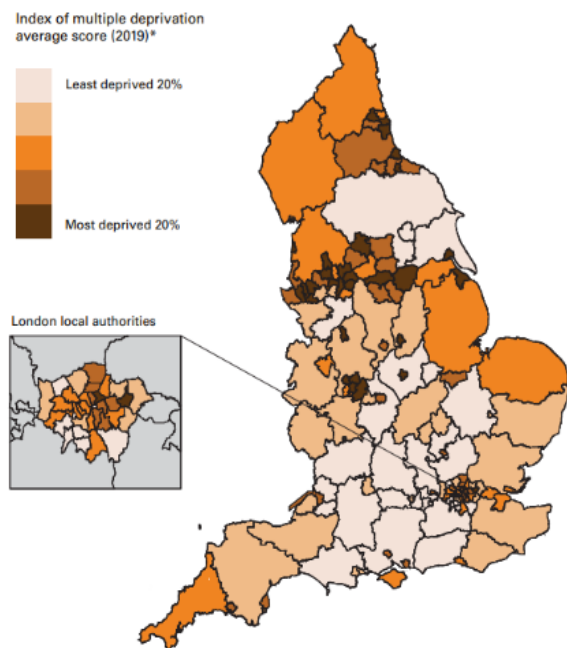 Index of multiple deprivation
average score (2019)*
Least deprived 20%
Most deprived 20%
London local authorities